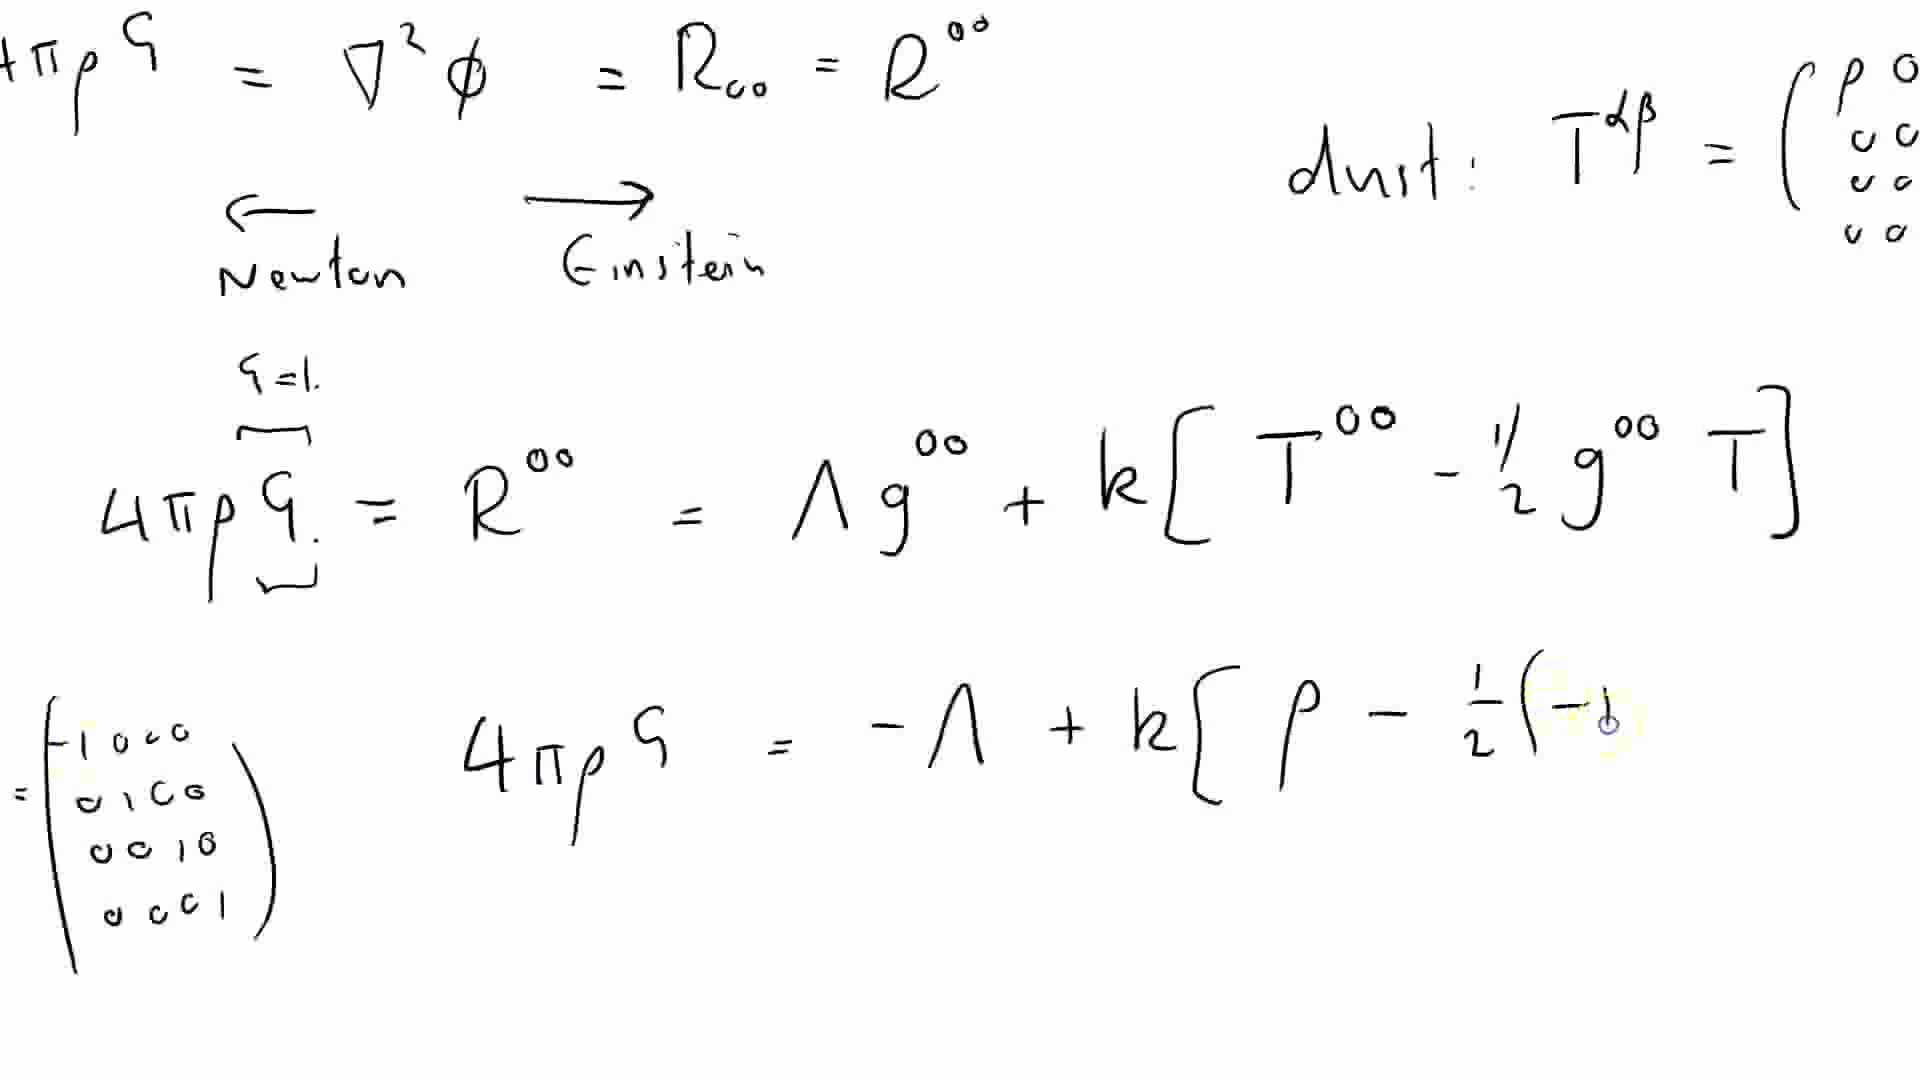 4πρG = ∇²φ = R₀₀ = R⁰⁰
← Newton → Einstein
dust: T^αβ = (ρ 0
0 0
0 0
0 0
G=1.
4πρG. = R⁰⁰ = Λg⁰⁰ + k[T⁰⁰ - 1/2 g⁰⁰ T]
4πρG = -Λ + k[ρ - 1/2(-1
= (-1 0 0 0
0 1 0 0
0 0 1 0
0 0 0 1)